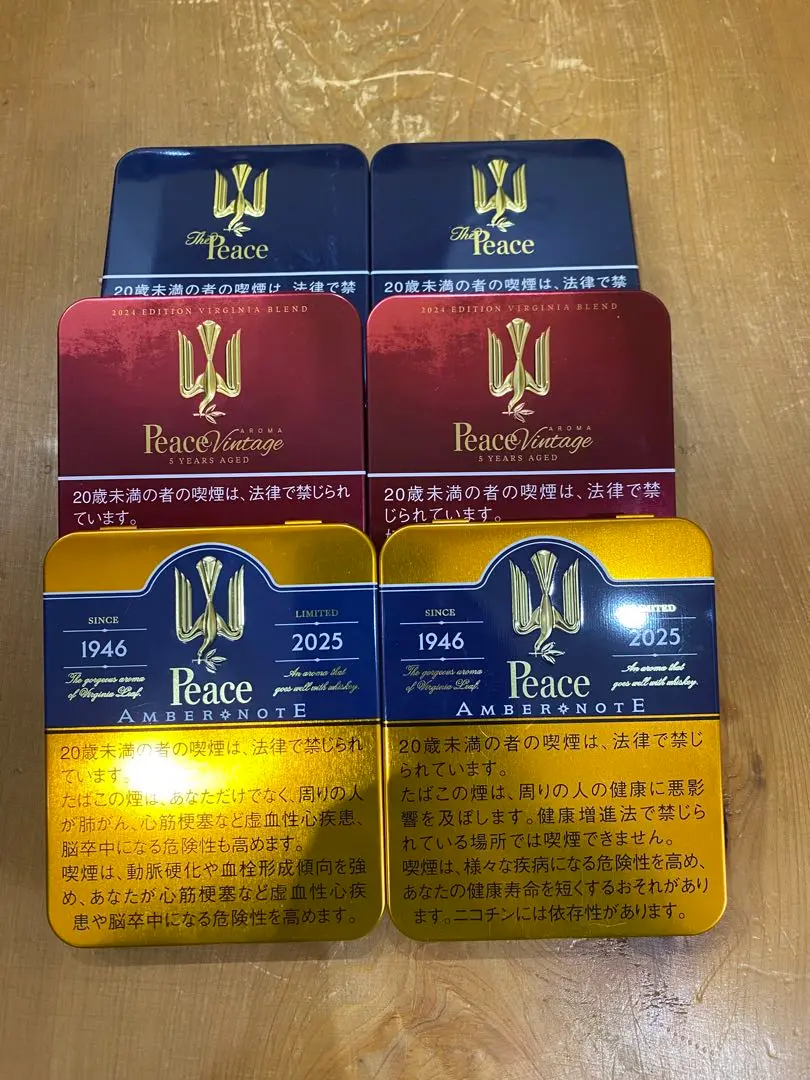 The Peace
20歳未満の者の喫煙は、法律で禁
The Peace
20歳未満の者の喫煙は、法律で禁
2024 EDITION VIRGINIA BLEND
Peace AROMA Vintage
5 YEARS AGED
20歳未満の者の喫煙は、法律で禁じられ
ています。
2024 EDITION VIRGINIA BLEND
Peace AROMA Vintage
5 YEARS AGED
20歳未満の者の喫煙は、法律で禁
じられています。
SINCE
1946
The gorgeous aroma
of Virginia Leaf.
LIMITED
2025
An aroma that
goes well with whiskey.
Peace
AMBER NOTE
20歳未満の者の喫煙は、法律で禁じられ
ています。
たばこの煙は、あなただけでなく、周りの人
が肺がん、心筋梗塞など虚血性心疾患、
脳卒中になる危険性も高めます。
喫煙は、動脈硬化や血栓形成傾向を強
め、あなたが心筋梗塞など虚血性心疾
患や脳卒中になる危険性を高めます。
SINCE
1946
The gorgeous aroma
of Virginia Leaf.
LIMITED
2025
An aroma that
goes well with whiskey.
Peace
AMBER NOTE
20歳未満の者の喫煙は、法律で禁じ
られています。
たばこの煙は、周りの人の健康に悪影
響を及ぼします。健康増進法で禁じら
れている場所では喫煙できません。
喫煙は、様々な疾病になる危険性を高め、
あなたの健康寿命を短くするおそれがあり
ます。ニコチンには依存性があります。